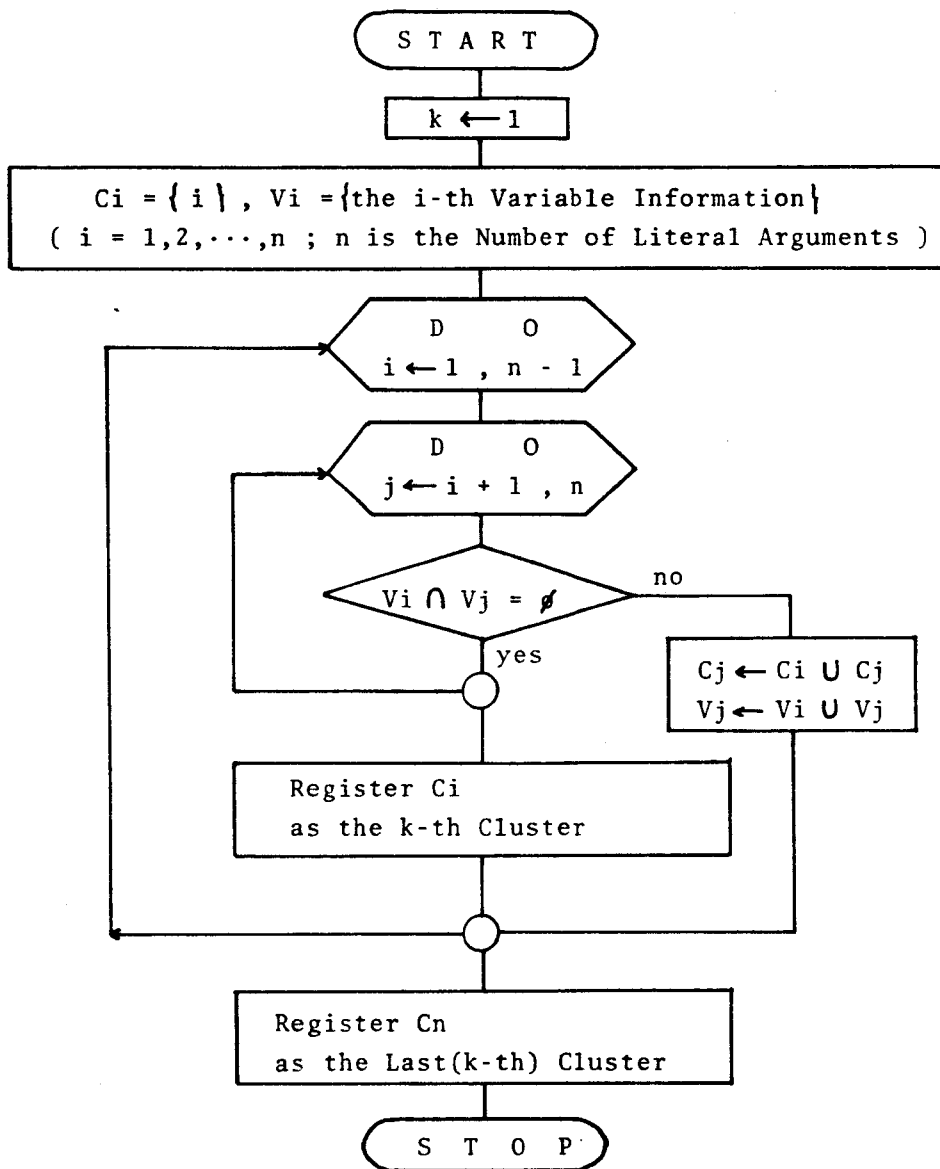 S T A R T
k ← 1
Ci = { i } , Vi = {the i-th Variable Information}
( i = 1,2,···,n ; n is the Number of Literal Arguments )
D O
i ← 1 , n - 1
D O
j ← i + 1 , n
Vi ∩ Vj = ø
no
yes
Cj ← Ci ∪ Cj
Vj ← Vi ∪ Vj
Register Ci
as the k-th Cluster
Register Cn
as the Last(k-th) Cluster
S T O P